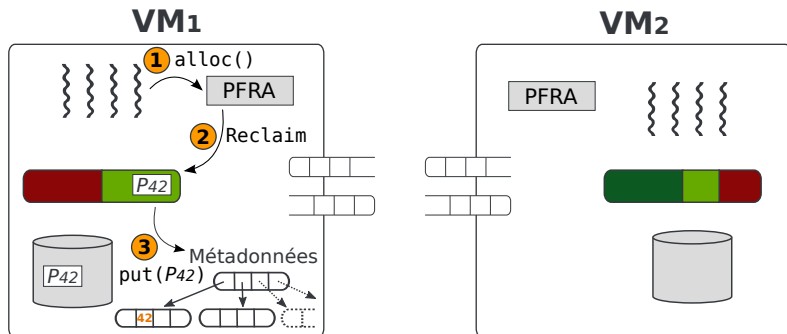 VM1
VM2
1 alloc()
PFRA
PFRA
2 Reclaim
P42
3
Métadonnées
put(P42)
P42
42